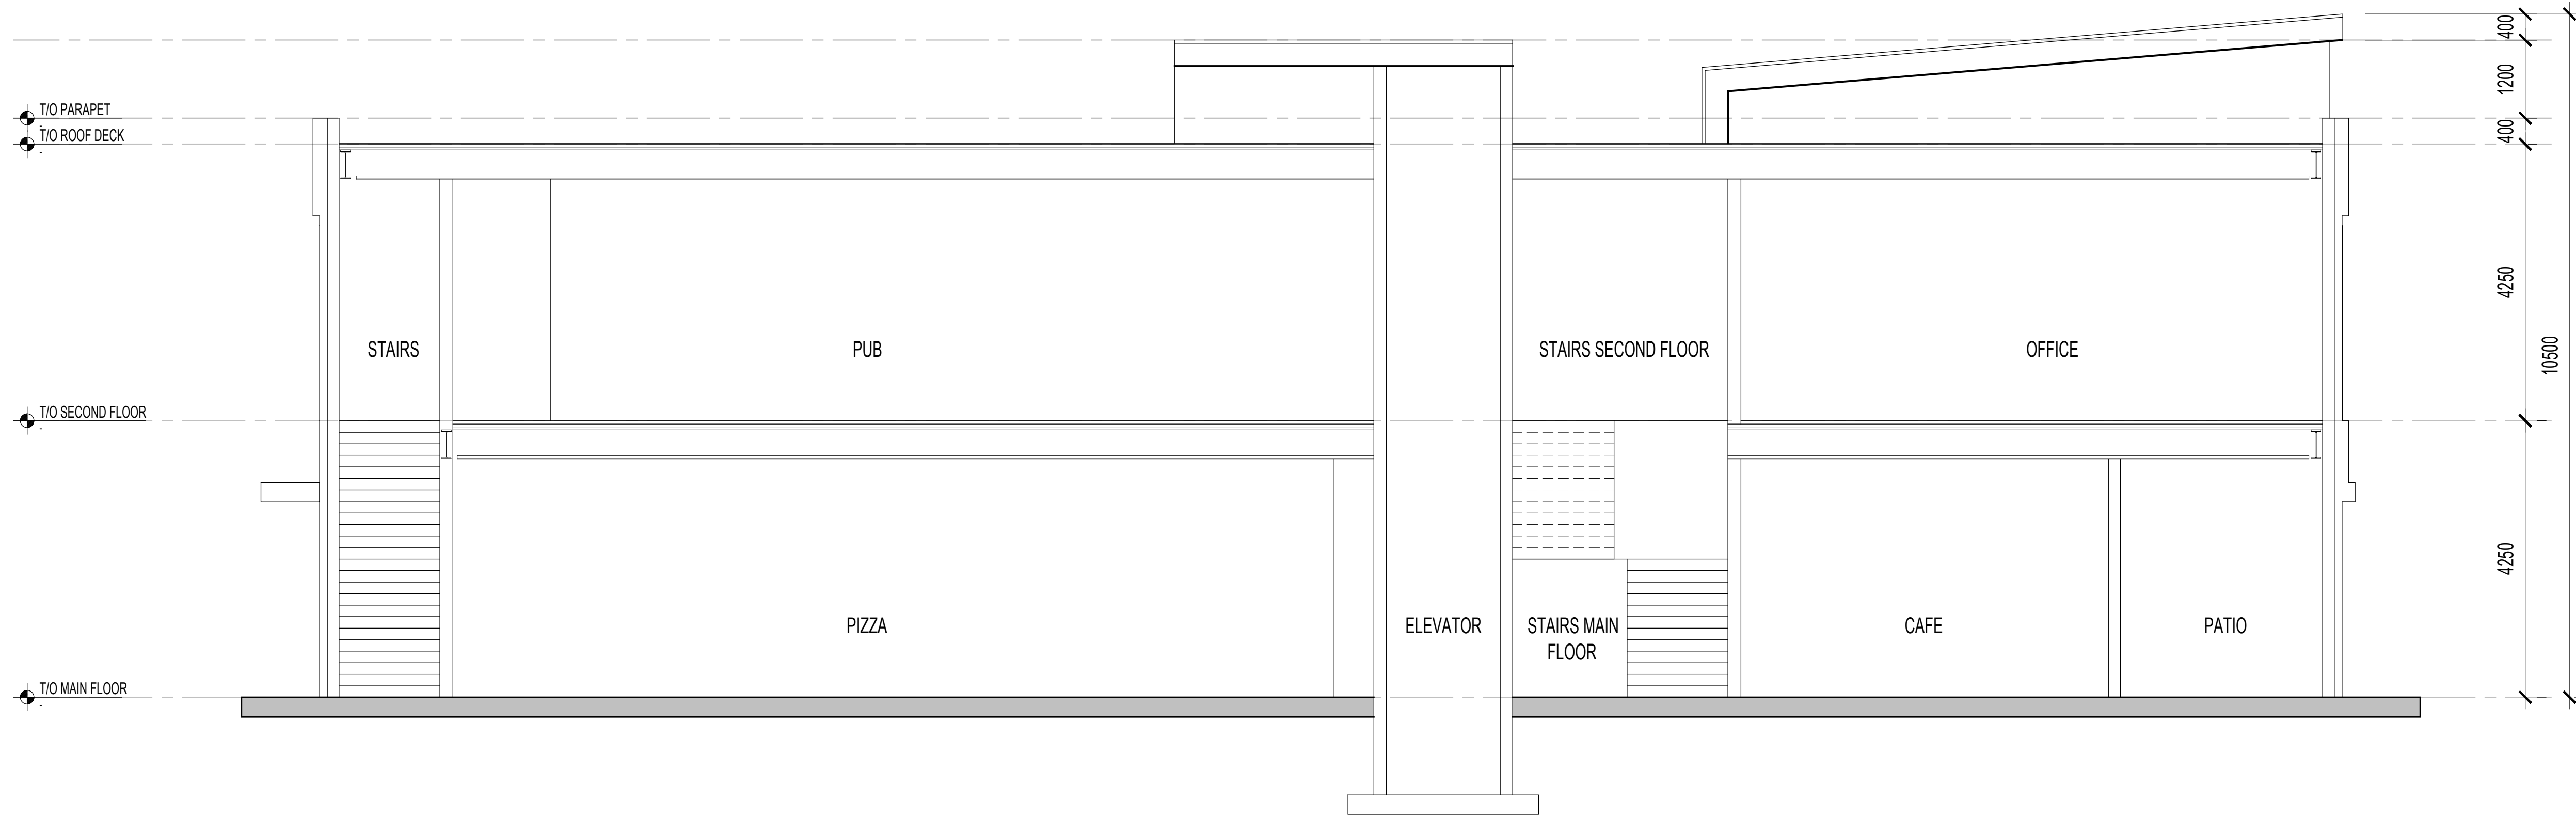 400
1200
T/O PARAPET
-
T/O ROOF DECK
-
400
4250
10500
STAIRS
PUB
STAIRS SECOND FLOOR
OFFICE
T/O SECOND FLOOR
-
4250
PIZZA
ELEVATOR
STAIRS MAIN
FLOOR
CAFE
PATIO
T/O MAIN FLOOR
-